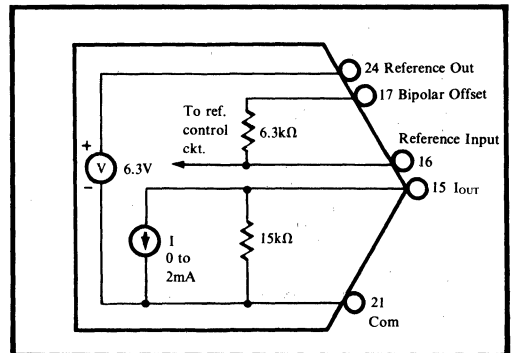 24 Reference Out
17 Bipolar Offset
To ref.
control
ckt.
6.3kΩ
Reference Input
16
+
V
6.3V
−
15 IOUT
I
0 to
2mA
15kΩ
21
Com